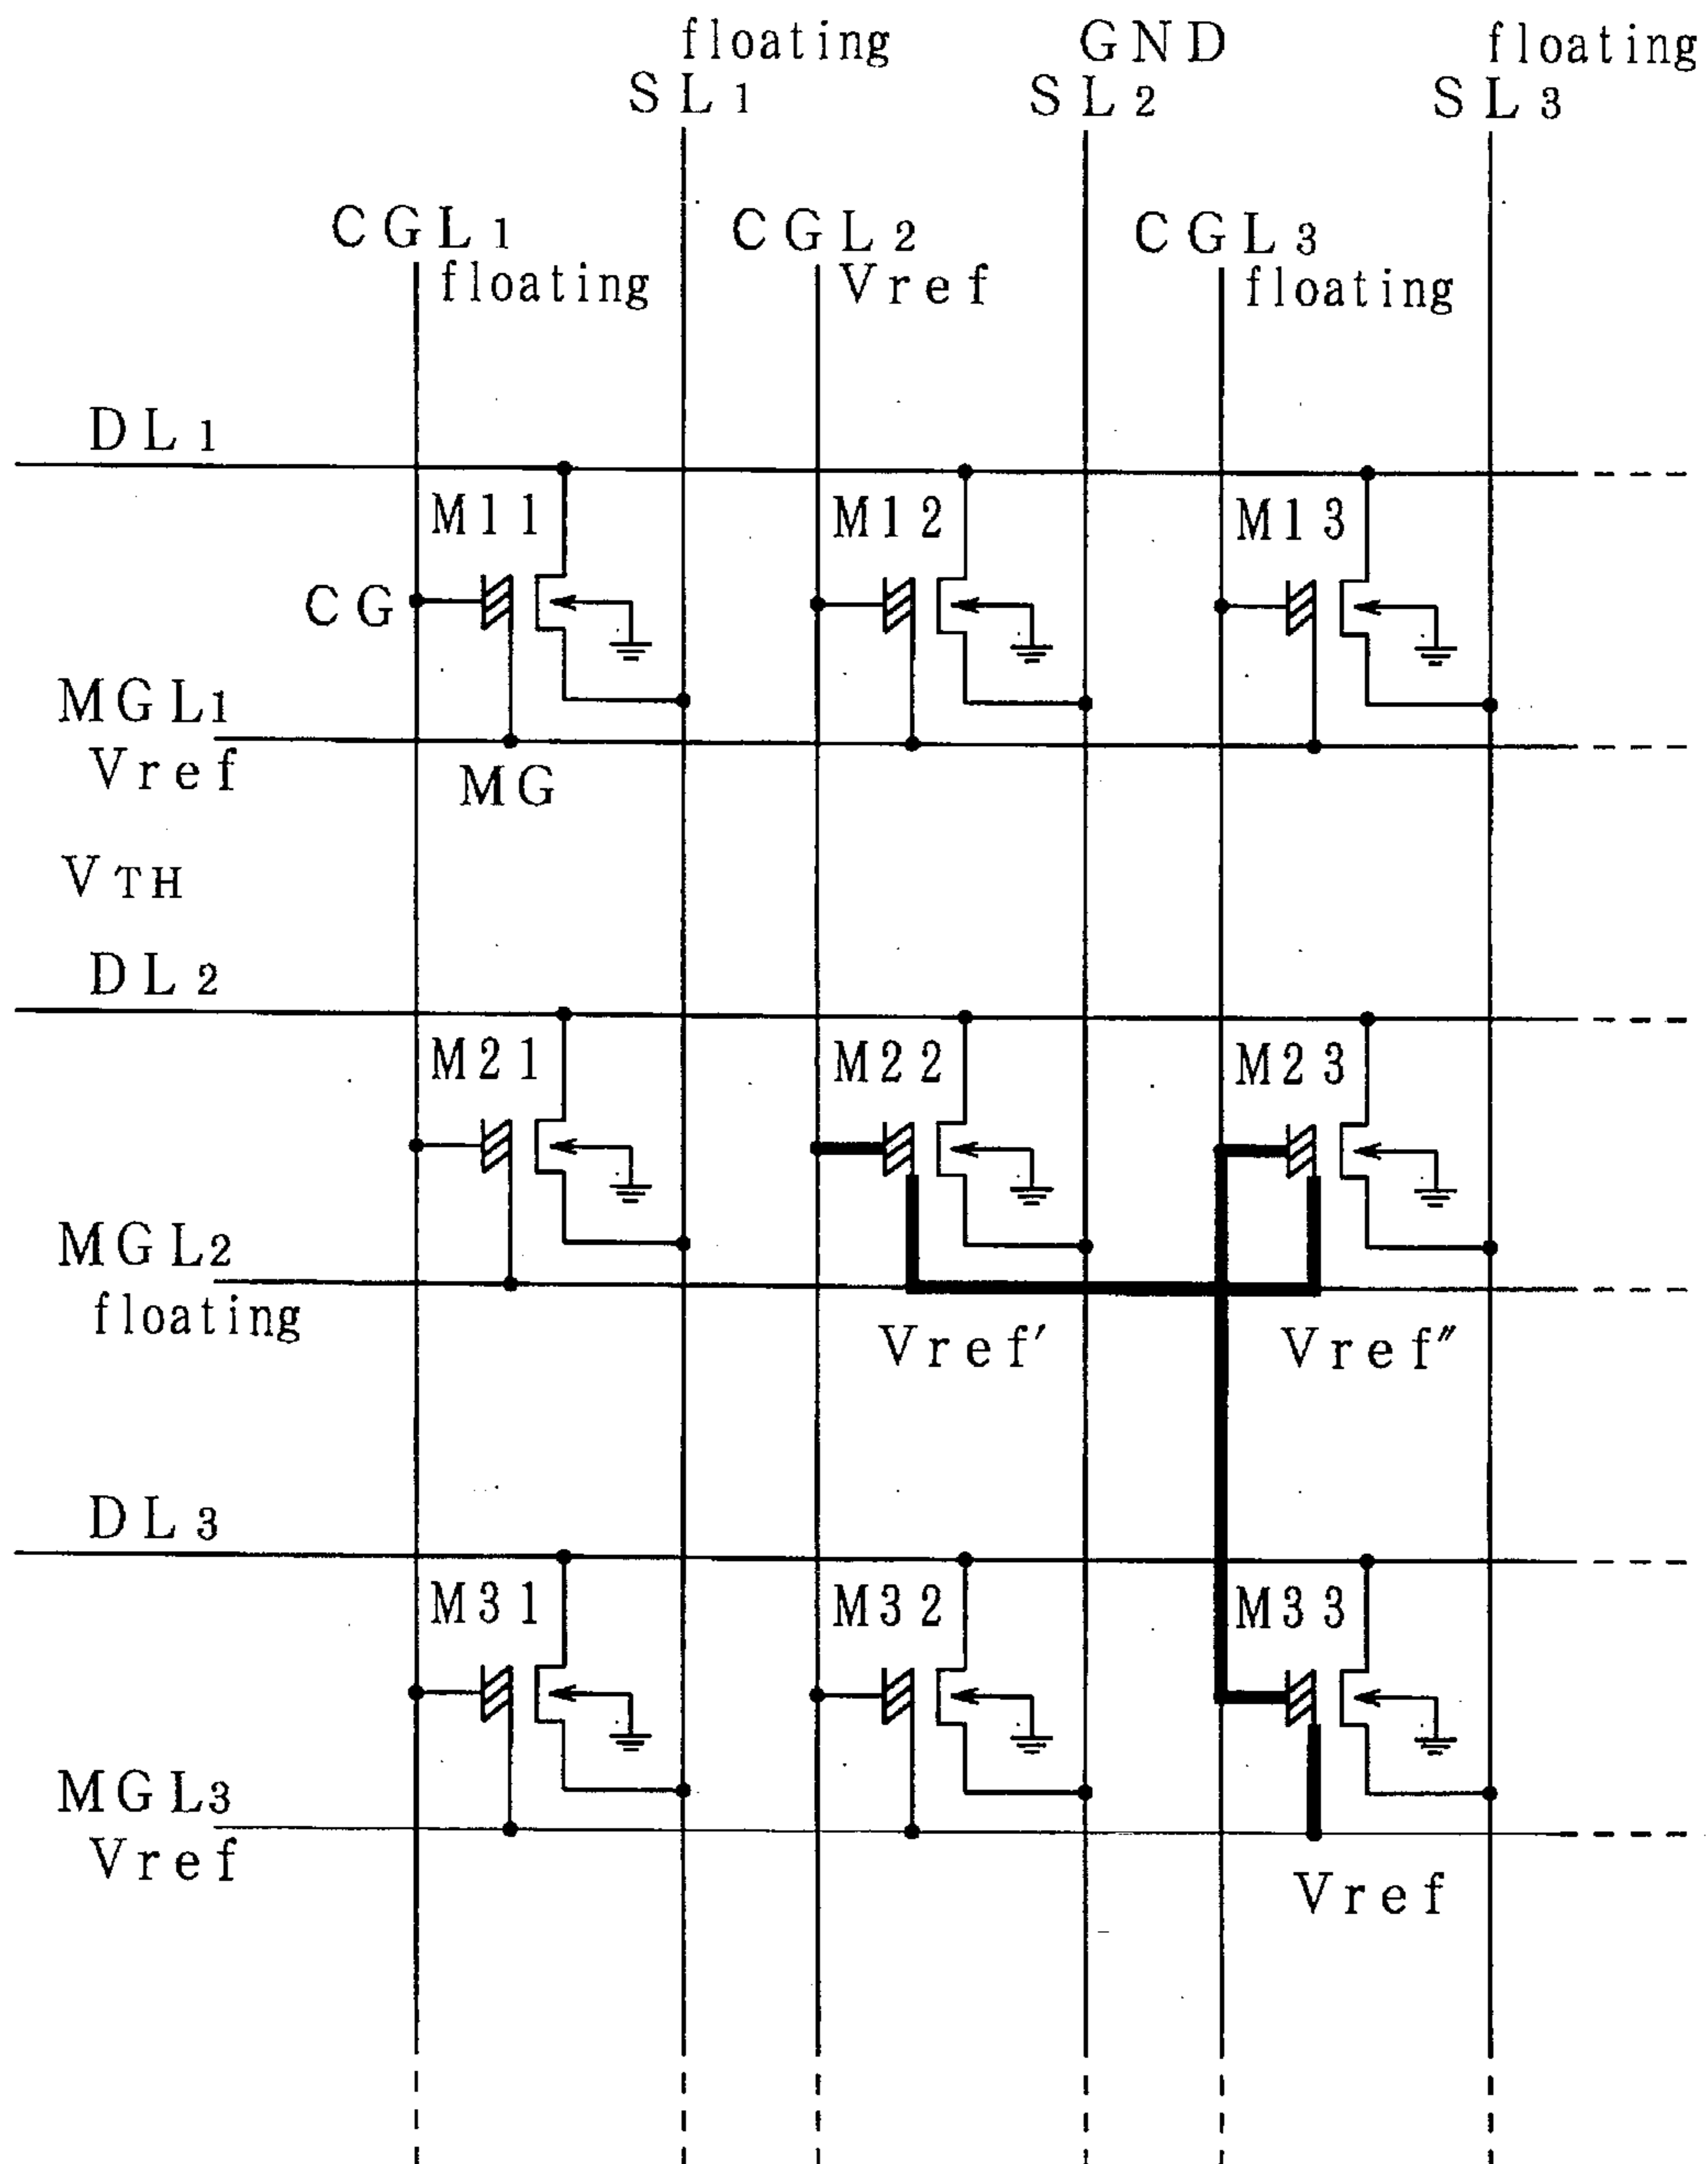 floating GND floating
SL1 SL2 SL3
CGL1 CGL2 CGL3
floating Vref floating
DL1
M11 M12 M13
CG
MGL1
Vref
MG
VTH
DL2
M21 M22 M23
MGL2
floating
Vref' Vref"
DL3
M31 M32 M33
MGL3
Vref
Vref